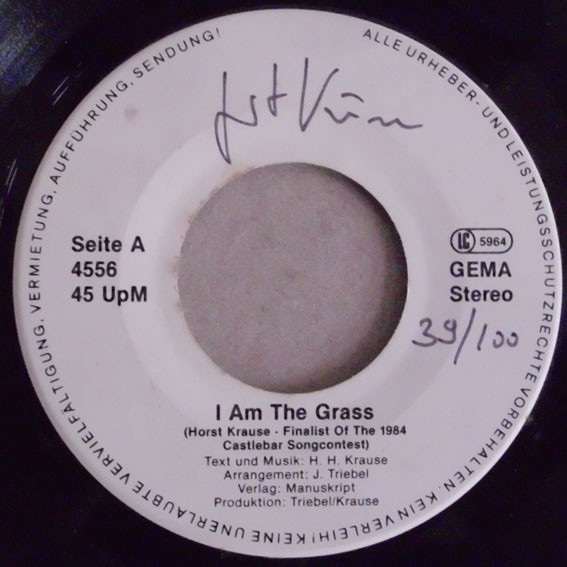 ALLE URHEBER- UND LEISTUNGSSCHUTZRECHTE VORBEHALTEN. KEIN VERLEIH! KEINE UNERLAUBTE VERVIELFÄLTIGUNG, VERMIETUNG, AUFFÜHRUNG, SENDUNG!
Seite A
4556
45 UpM
LC 5964
GEMA
Stereo
39/100
I Am The Grass
(Horst Krause - Finalist Of The 1984
Castlebar Songcontest)
Text und Musik: H. H. Krause
Arrangement: J. Triebel
Verlag: Manuskript
Produktion: Triebel/Krause